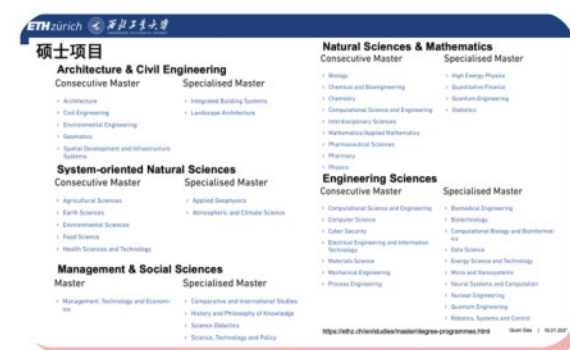 ETH zürich 西北工业大学
硕士项目
Architecture & Civil Engineering
Consecutive Master
Specialised Master
› Architecture
› Civil Engineering
› Environmental Engineering
› Geomatics
› Spatial Development and Infrastructure
Systems
› Integrated Building Systems
› Landscape Architecture
System-oriented Natural Sciences
Consecutive Master
Specialised Master
› Agricultural Sciences
› Earth Sciences
› Environmental Sciences
› Food Science
› Health Sciences and Technology
› Applied Geophysics
› Atmospheric and Climate Science
Management & Social Sciences
Master
Specialised Master
› Management, Technology and Econom-
ics
› Comparative and International Studies
› History and Philosophy of Knowledge
› Science Didactics
› Science, Technology and Policy
Natural Sciences & Mathematics
Consecutive Master
Specialised Master
› Biology
› Chemical and Bioengineering
› Chemistry
› Computational Science and Engineering
› Interdisciplinary Sciences
› Mathematics/Applied Mathematics
› Pharmaceutical Sciences
› Pharmacy
› Physics
› High Energy Physics
› Quantitative Finance
› Quantum Engineering
› Statistics
Engineering Sciences
Consecutive Master
Specialised Master
› Computational Science and Engineering
› Computer Science
› Cyber Security
› Electrical Engineering and Information
Technology
› Materials Science
› Mechanical Engineering
› Process Engineering
› Biomedical Engineering
› Biotechnology
› Computational Biology and Bioinformat-
ics
› Data Science
› Energy Science and Technology
› Micro and Nanosystems
› Neural Systems and Computation
› Nuclear Engineering
› Quantum Engineering
› Robotics, Systems and Control
https://ethz.ch/en/studies/master/degree-programmes.html